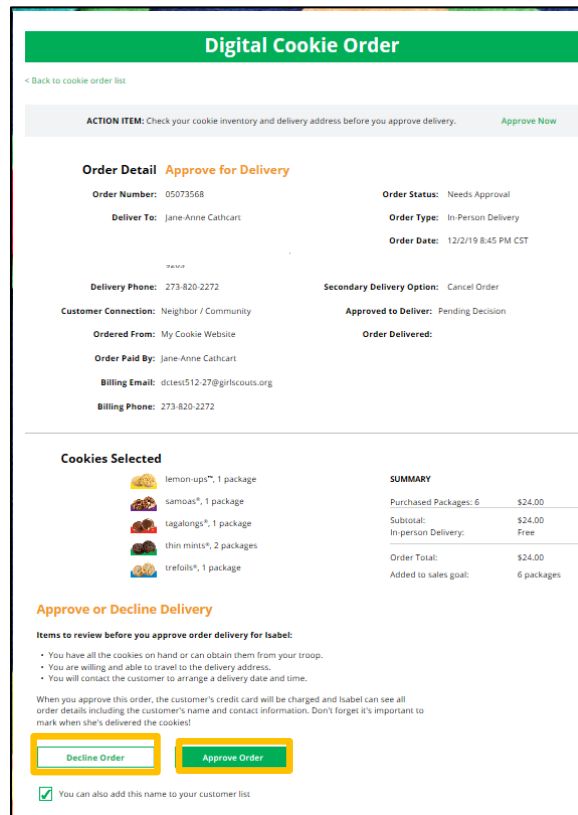 Digital Cookie Order
< Back to cookie order list
ACTION ITEM: Check your cookie inventory and delivery address before you approve delivery. Approve Now
Order Detail Approve for Delivery
Order Number: 05073568 Order Status: Needs Approval
Deliver To: Jane-Anne Cathcart Order Type: In-Person Delivery
Order Date: 12/2/19 8:45 PM CST
Delivery Phone: 273-820-2272 Secondary Delivery Option: Cancel Order
Customer Connection: Neighbor / Community Approved to Deliver: Pending Decision
Ordered From: My Cookie Website Order Delivered:
Order Paid By: Jane-Anne Cathcart
Billing Email: dctest512-27@girlscouts.org
Billing Phone: 273-820-2272
Cookies Selected
lemon-ups™, 1 package SUMMARY
samoas®, 1 package Purchased Packages: 6 $24.00
tagalongs®, 1 package Subtotal: $24.00
In-person Delivery: Free
thin mints®, 2 packages Order Total: $24.00
trefoils®, 1 package Added to sales goal: 6 packages
Approve or Decline Delivery
Items to review before you approve order delivery for Isabel:
• You have all the cookies on hand or can obtain them from your troop.
• You are willing and able to travel to the delivery address.
• You will contact the customer to arrange a delivery date and time.
When you approve this order, the customer's credit card will be charged and Isabel can see all
order details including the customer's name and contact information. Don't forget it's important to
mark when she's delivered the cookies!
Decline Order Approve Order
You can also add this name to your customer list